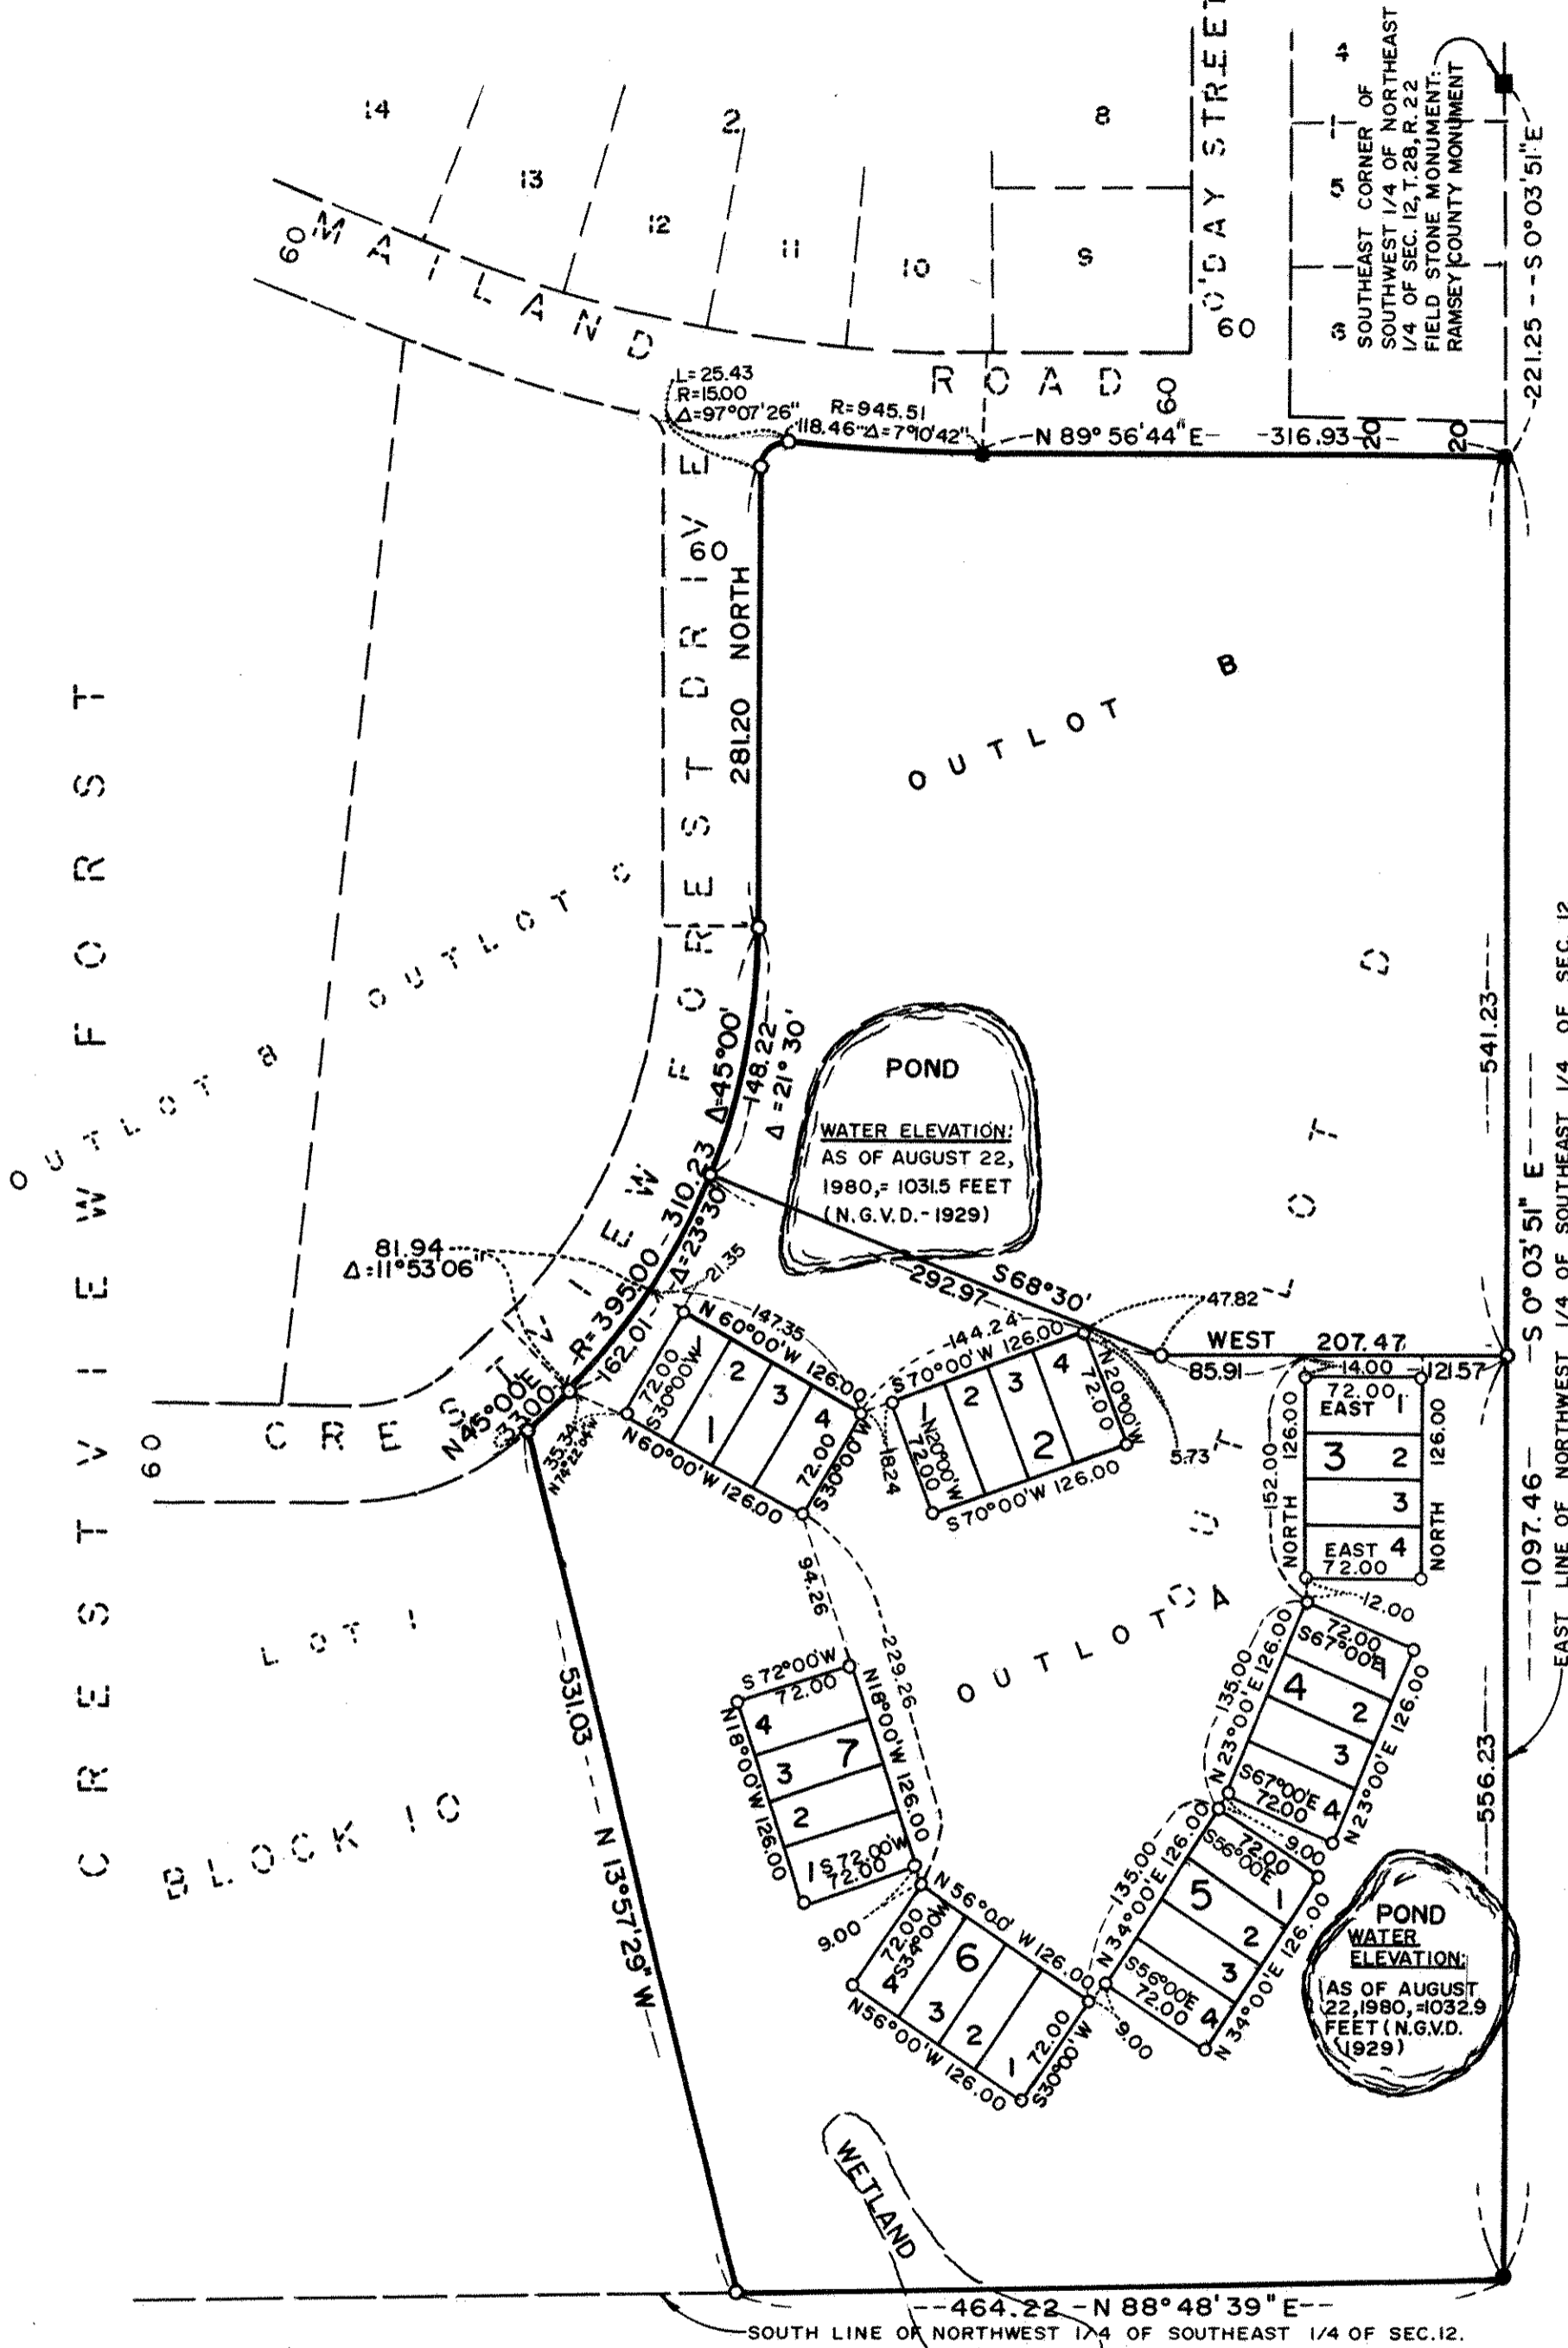 14
13
2
12
11
10
8
9
O'DAY STREET
60
4
5
6
SOUTHEAST CORNER OF
SOUTHWEST 1/4 OF NORTHEAST
1/4 OF SEC. 12, T. 28, R. 22
FIELD STONE MONUMENT:
RAMSEY COUNTY MONUMENT
221.25 -- S 0°03'51" E
60
MAILAND
ROAD
60
L=25.43
R=15.00
Δ=97°07'26"
R=945.51
118.46 Δ=7°10'42"
N 89° 56'44" E
316.93
20
20
CRESTVIEW FORREST DRIVE
60
281.20 NORTH
OUTLOT B
CRESTVIEW FORST
OUTLOT B
OUTLOT C
OUTLOT D
541.23
1097.46 S 0° 03' 51" E
EAST LINE OF NORTHWEST 1/4 OF SOUTHEAST 1/4 OF SEC. 12
556.23
148.22
Δ = 21° 30'
R=395.00 310.23 Δ=45°00'
162.01 Δ=23°30'
POND
WATER ELEVATION:
AS OF AUGUST 22,
1980,= 1031.5 FEET
(N.G.V.D.-1929)
81.94
Δ=11°53'06"
21.35
292.97
S68°30'
47.82
WEST 207.47
85.91
14.00
121.57
N 45°00'E
33.00
35.34
N74°22'04"W
60
147.35
N 60°00'W 126.00
72.00
S30°00'W
1
2
3
4
1
72.00
S30°00'W
N 60°00'W 126.00
144.24
S70°00'W 126.00
1
2
3
4
2
N20°00'W
72.00
N20°00'W
72.00
S70°00'W 126.00
18.24
5.73
72.00
EAST
1
3
2
3
EAST 4
72.00
NORTH 126.00
NORTH 126.00
152.00
12.00
94.26
229.26
OUTLOT A
72.00
S67°00'E
1
4
2
3
4
S67°00'E
72.00
N 23°00'E 126.00
N 23°00'E 126.00
135.00
9.00
72.00
S56°00'E
1
5
2
3
4
S56°00'E
72.00
N 34°00'E 126.00
N 34°00'E 126.00
135.00
9.00
S 72°00'W
72.00
4
7
3
2
1
S 72°00'W
72.00
N18°00'W 126.00
N18°00'W 126.00
9.00
N 56°00'W 126.00
72.00
S34°00'W
4
6
3
2
1
72.00
S30°00'W
N56°00'W 126.00
POND
WATER
ELEVATION:
AS OF AUGUST
22,1980,=1032.9
FEET (N.G.V.D.
1929)
LOT 1
BLOCK 10
531.03 N 13°57'29" W
WETLAND
464.22 - N 88°48'39" E
SOUTH LINE OF NORTHWEST 1/4 OF SOUTHEAST 1/4 OF SEC. 12.